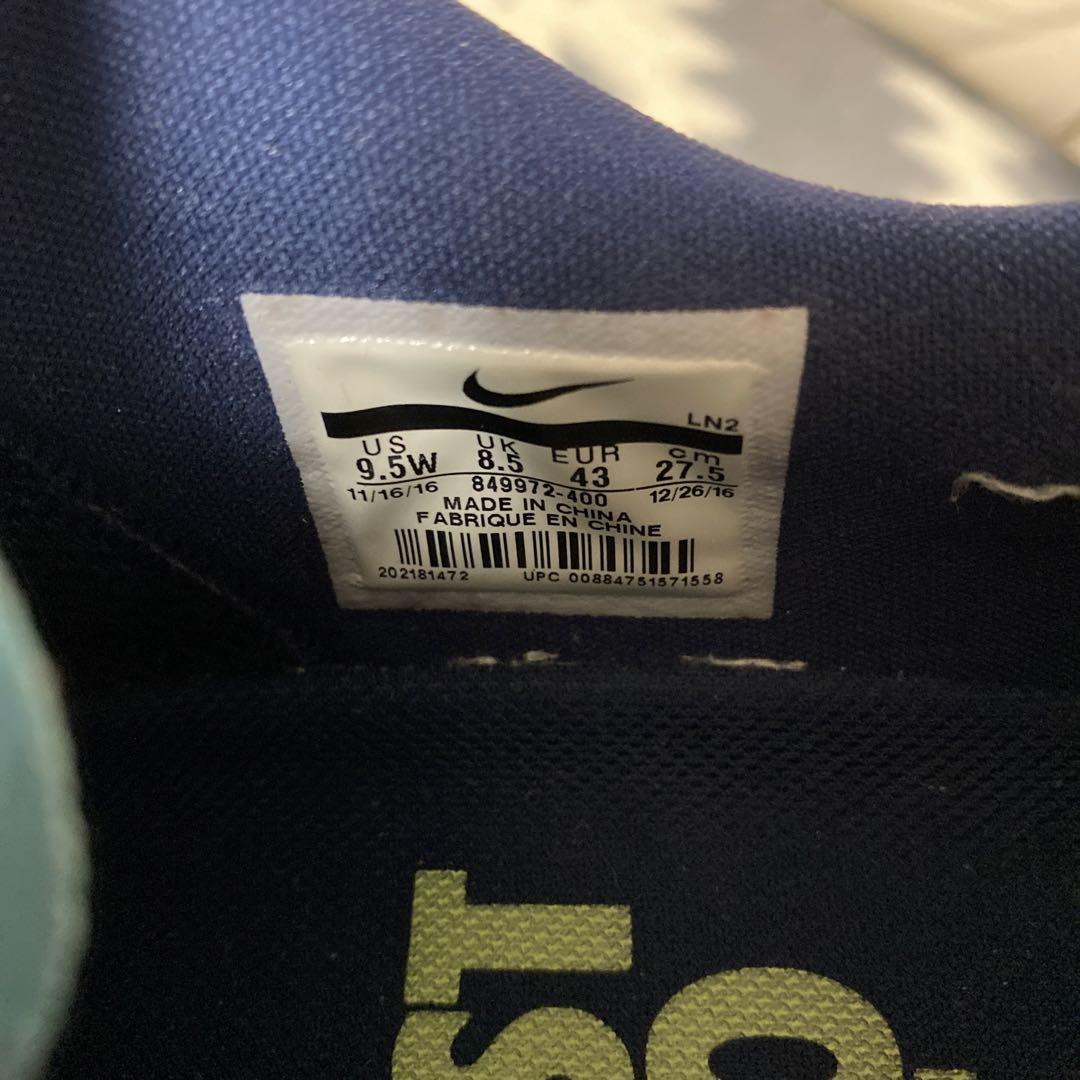 LN2
US UK EUR cm
9.5W 8.5 43 27.5
11/16/16 849972-400 12/26/16
MADE IN CHINA
FABRIQUE EN CHINE
202181472 UPC 00884751571558